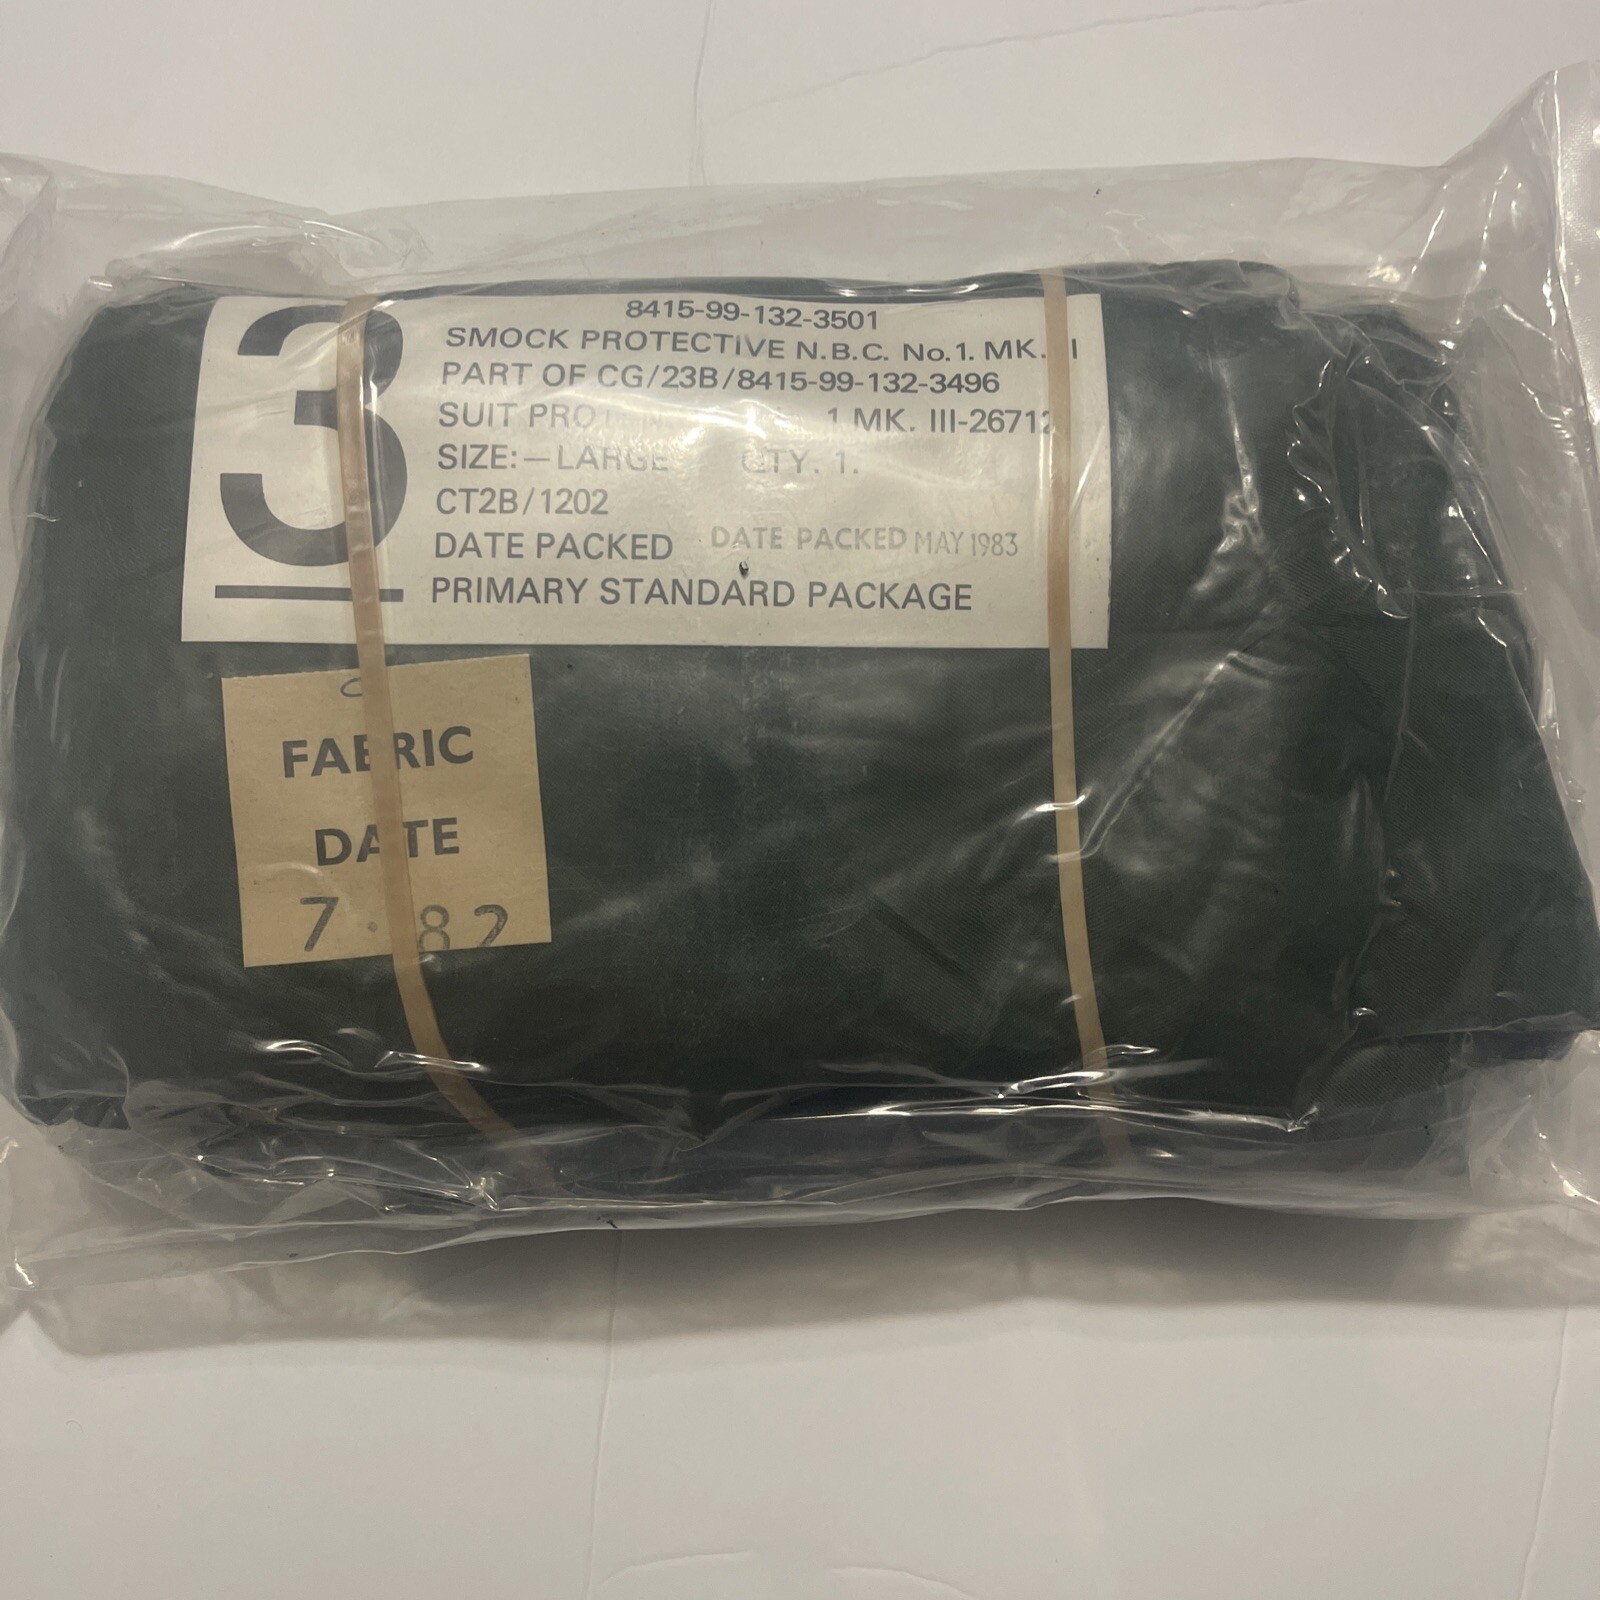 3
8415-99-132-3501
SMOCK PROTECTIVE N.B.C. No.1. MK.
PART OF CG/23B/8415-99-132-3496
SUIT 1 MK. III-26712
SIZE:—LARGE QTY. 1.
CT2B/1202
DATE PACKED DATE PACKED MAY 1983
PRIMARY STANDARD PACKAGE
FABRIC
DATE
7·82